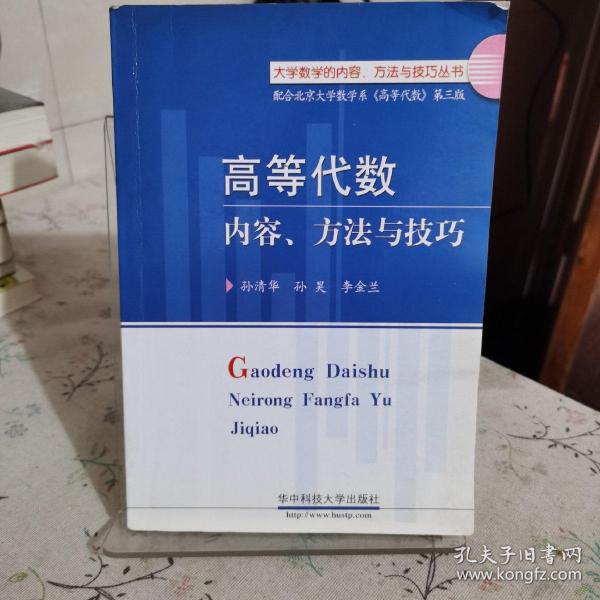 大学数学的内容、方法与技巧丛书
配合北京大学数学系《高等代数》第三版
高等代数
内容、方法与技巧
孙清华 孙昊 李金兰
Gaodeng Daishu
Neirong Fangfa Yu
Jiqiao
华中科技大学出版社
http://www.hustp.com
孔夫子旧书网
www.kongfz.com